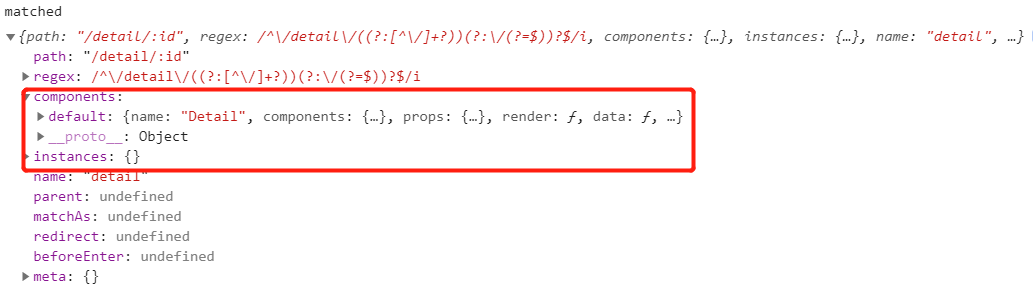 matched
▼{path: "/detail/:id", regex: /^\/detail\/((?:[^\/]+?))(?:\/(?=$))?$/i, components: {…}, instances: {…}, name: "detail", …}
path: "/detail/:id"
▶regex: /^\/detail\/((?:[^\/]+?))(?:\/(?=$))?$/i
▼components:
▶default: {name: "Detail", components: {…}, props: {…}, render: ƒ, data: ƒ, …}
▶__proto__: Object
▶instances: {}
name: "detail"
parent: undefined
matchAs: undefined
redirect: undefined
beforeEnter: undefined
▶meta: {}